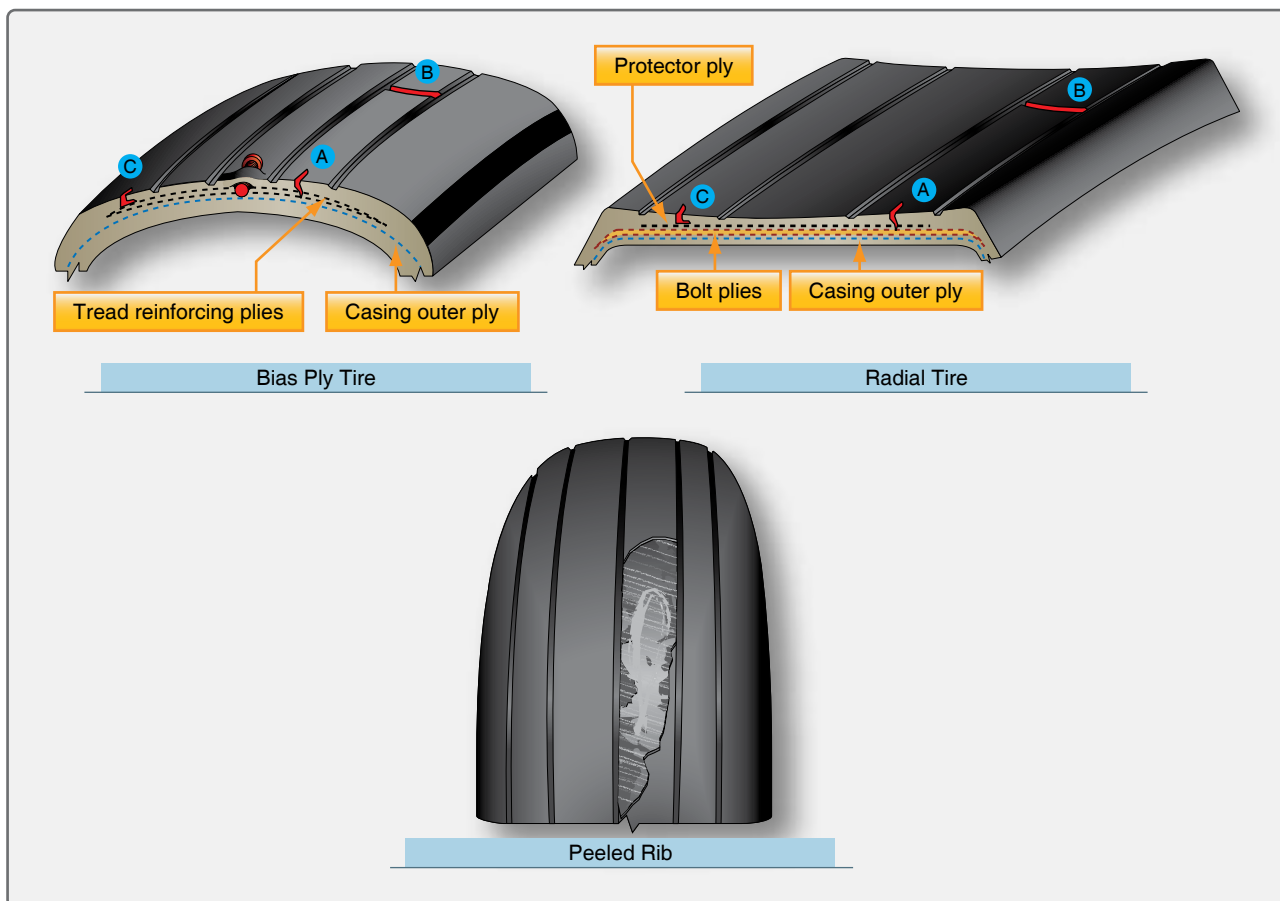 B
C
A
Tread reinforcing plies
Casing outer ply
Bias Ply Tire
Protector ply
B
C
A
Bolt plies
Casing outer ply
Radial Tire
Peeled Rib